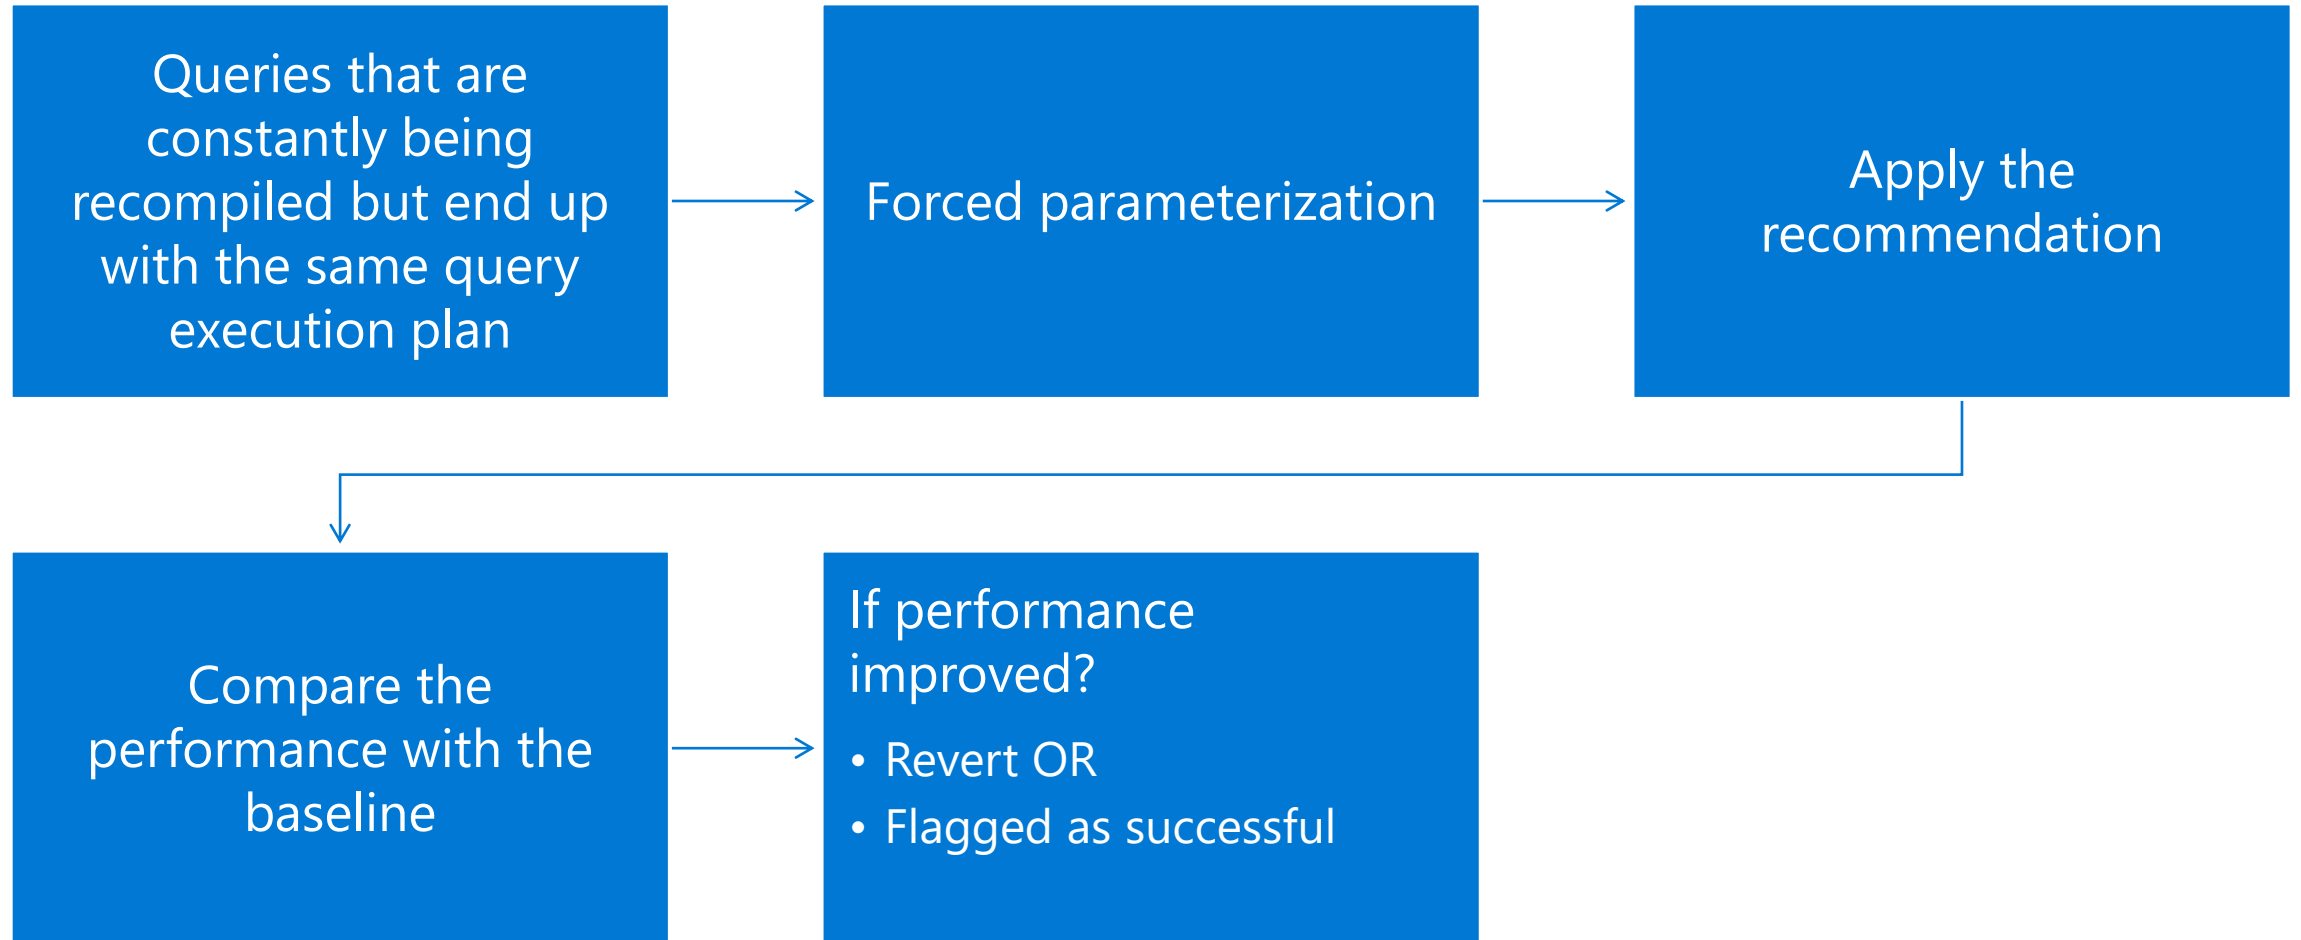 Queries that are
constantly being
recompiled but end up
with the same query
execution plan
Forced parameterization
Apply the
recommendation
Compare the
performance with the
baseline
If performance
improved?
• Revert OR
• Flagged as successful